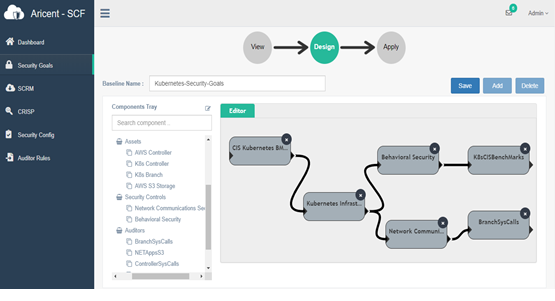 Aricent - SCF
0
Admin
Dashboard
Security Goals
SCRM
CRISP
Security Config
Auditor Rules
View
Design
Apply
Baseline Name :
Kubernetes-Security-Goals
Save
Add
Delete
Components Tray
Search component ..
Assets
AWS Controller
K8s Controller
K8s Branch
AWS S3 Storage
Security Controls
Network Communications Sec
Behavioral Security
Auditors
BranchSysCalls
NETAppsS3
ControllerSysCalls
Editor
CIS Kubernetes BM...
Kubernetes Infrast...
Behavioral Security
K8sCISBenchMarks
Network Communi...
BranchSysCalls